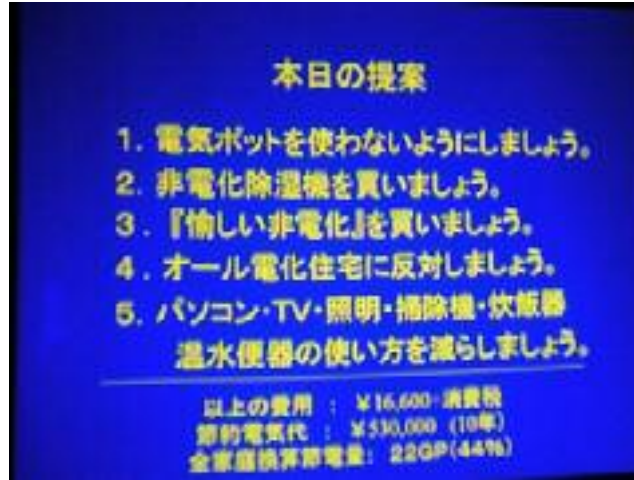 本日の提案
1. 電気ポットを使わないようにしましょう。
2. 非電化除湿機を買いましょう。
3. 『愉しい非電化』を買いましょう。
4. オール電化住宅に反対しましょう。
5. パソコン・TV・照明・掃除機・炊飯器
温水便器の使い方を減らしましょう。
以上の費用 : ¥16,600+消費税
節約電気代 : ¥530,000 (10年)
全家庭換算節電量: 22GP(44%)